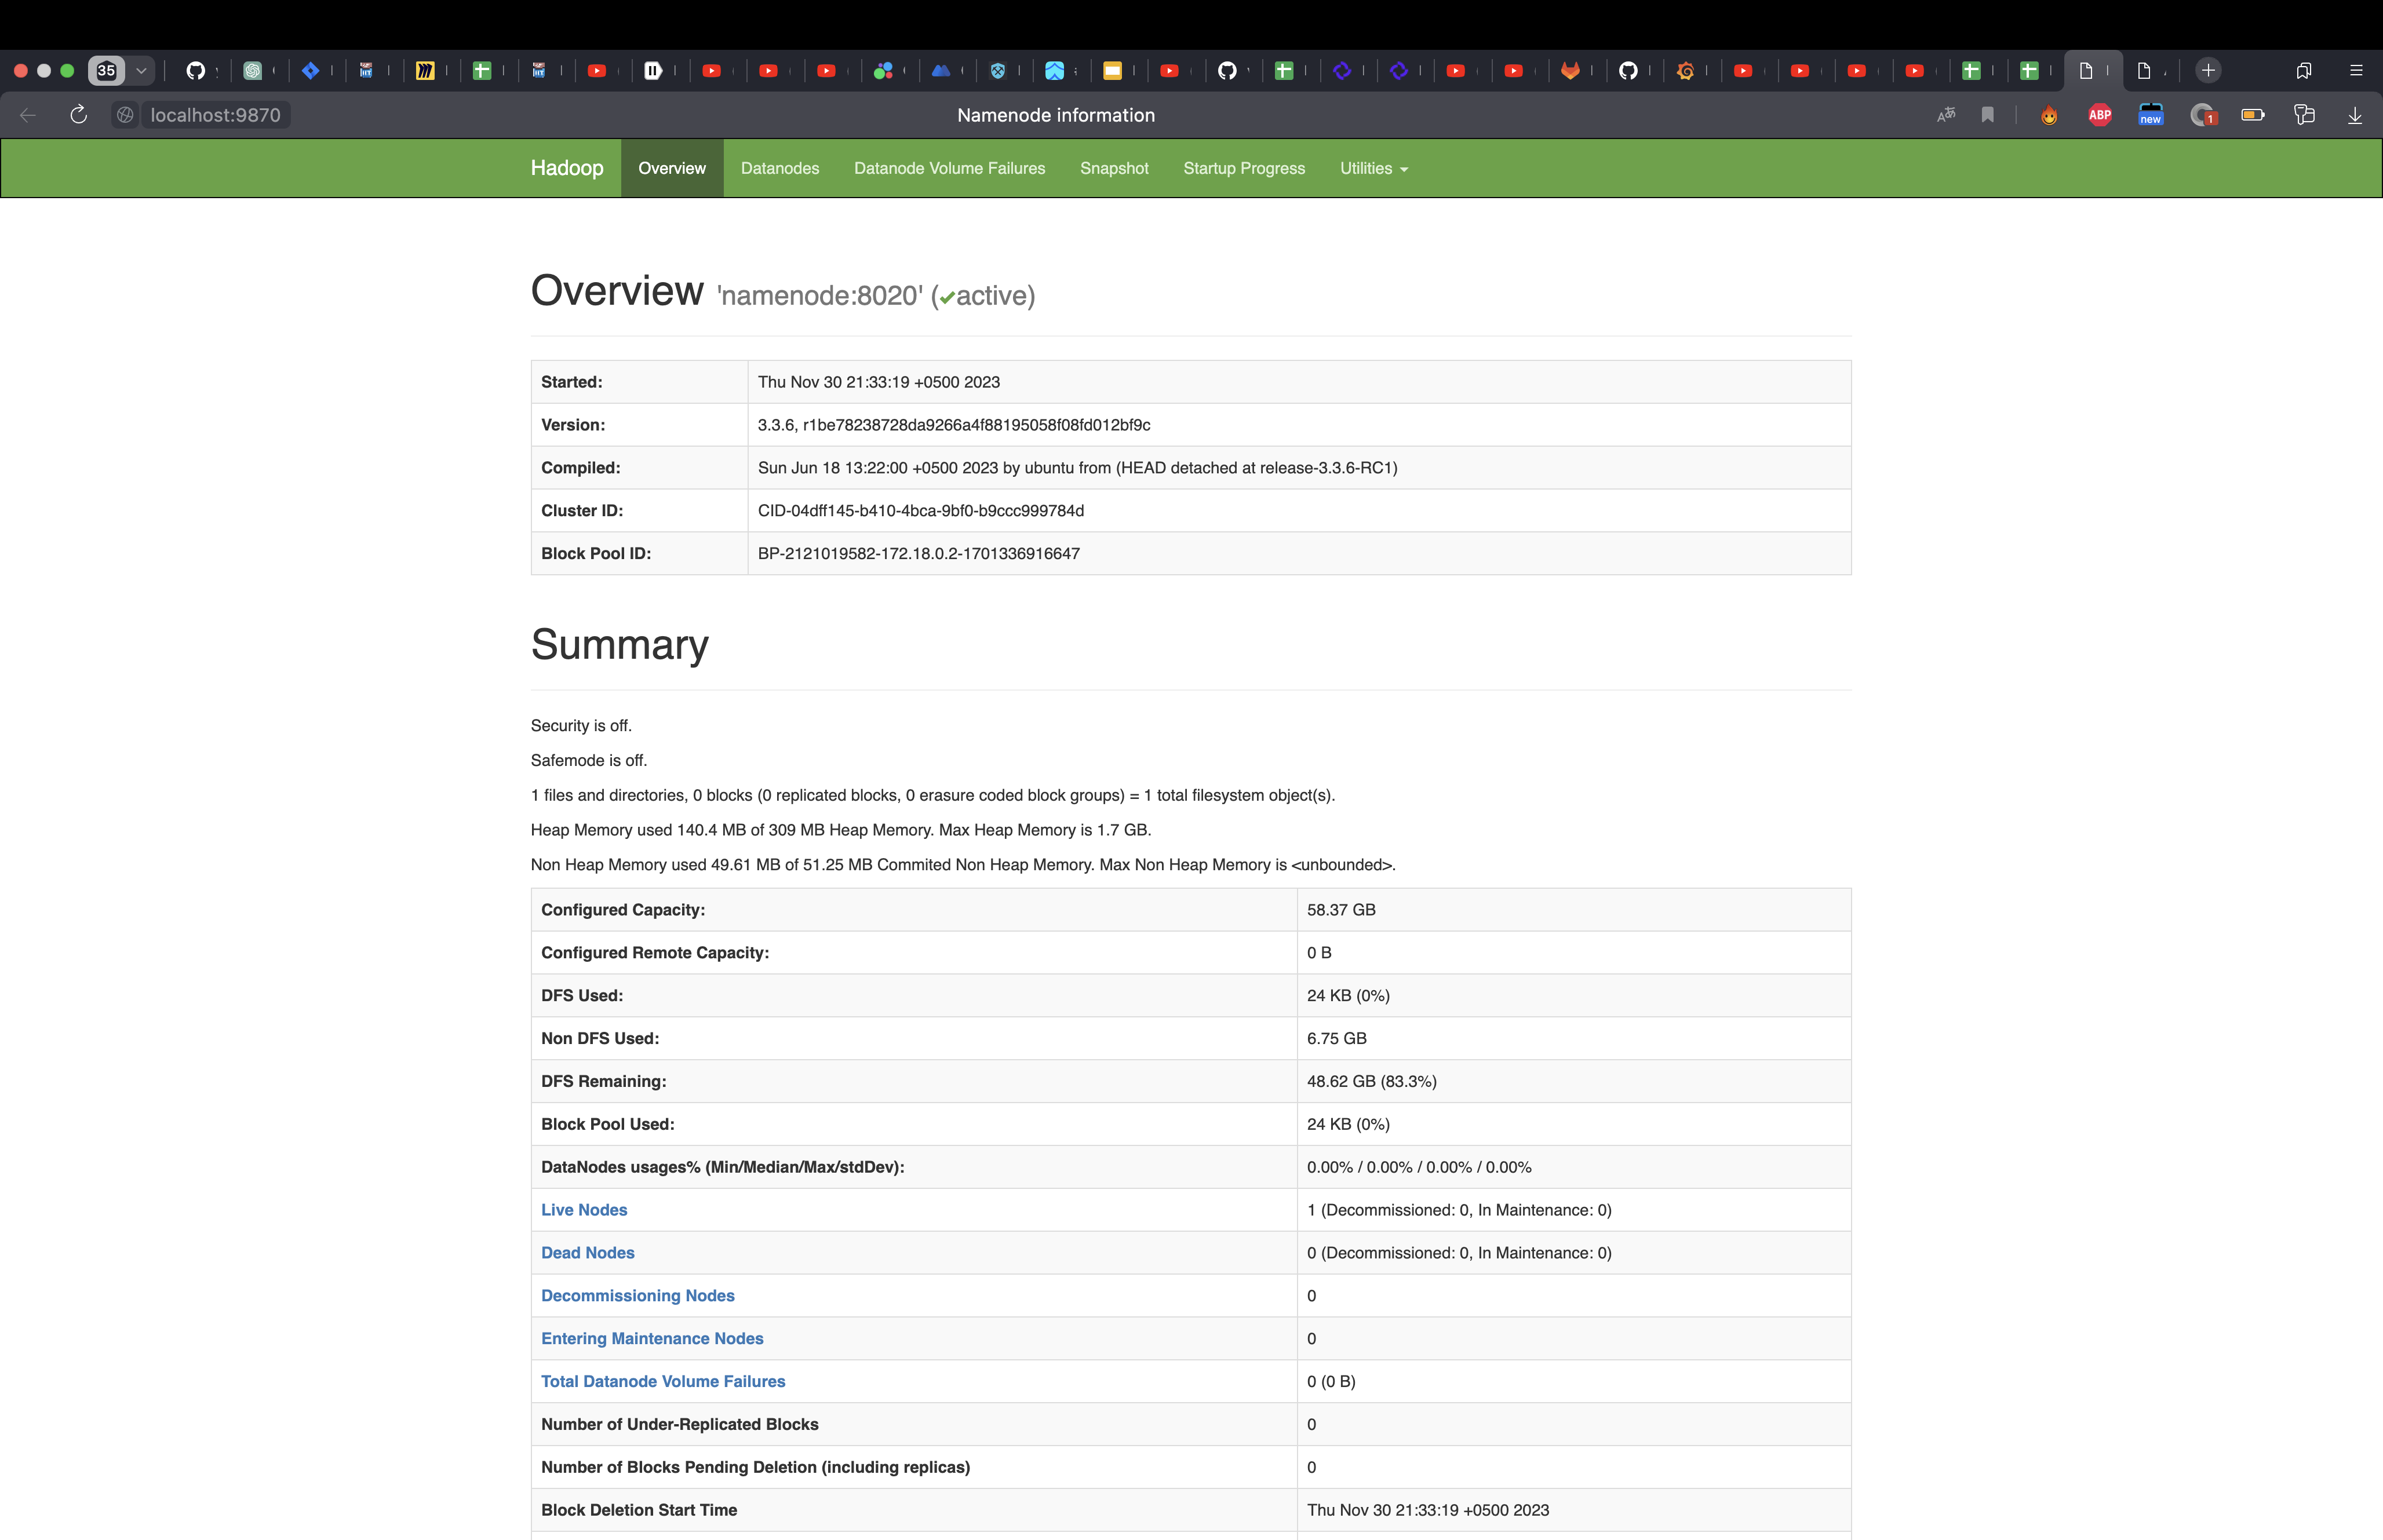 35
localhost:9870
Namenode information
ABP
new
1
Hadoop Overview Datanodes Datanode Volume Failures Snapshot Startup Progress Utilities
Overview 'namenode:8020' (✔active)
Started: Thu Nov 30 21:33:19 +0500 2023
Version: 3.3.6, r1be78238728da9266a4f88195058f08fd012bf9c
Compiled: Sun Jun 18 13:22:00 +0500 2023 by ubuntu from (HEAD detached at release-3.3.6-RC1)
Cluster ID: CID-04dff145-b410-4bca-9bf0-b9ccc999784d
Block Pool ID: BP-2121019582-172.18.0.2-1701336916647
Summary
Security is off.
Safemode is off.
1 files and directories, 0 blocks (0 replicated blocks, 0 erasure coded block groups) = 1 total filesystem object(s).
Heap Memory used 140.4 MB of 309 MB Heap Memory. Max Heap Memory is 1.7 GB.
Non Heap Memory used 49.61 MB of 51.25 MB Commited Non Heap Memory. Max Non Heap Memory is <unbounded>.
Configured Capacity: 58.37 GB
Configured Remote Capacity: 0 B
DFS Used: 24 KB (0%)
Non DFS Used: 6.75 GB
DFS Remaining: 48.62 GB (83.3%)
Block Pool Used: 24 KB (0%)
DataNodes usages% (Min/Median/Max/stdDev): 0.00% / 0.00% / 0.00% / 0.00%
Live Nodes 1 (Decommissioned: 0, In Maintenance: 0)
Dead Nodes 0 (Decommissioned: 0, In Maintenance: 0)
Decommissioning Nodes 0
Entering Maintenance Nodes 0
Total Datanode Volume Failures 0 (0 B)
Number of Under-Replicated Blocks 0
Number of Blocks Pending Deletion (including replicas) 0
Block Deletion Start Time Thu Nov 30 21:33:19 +0500 2023